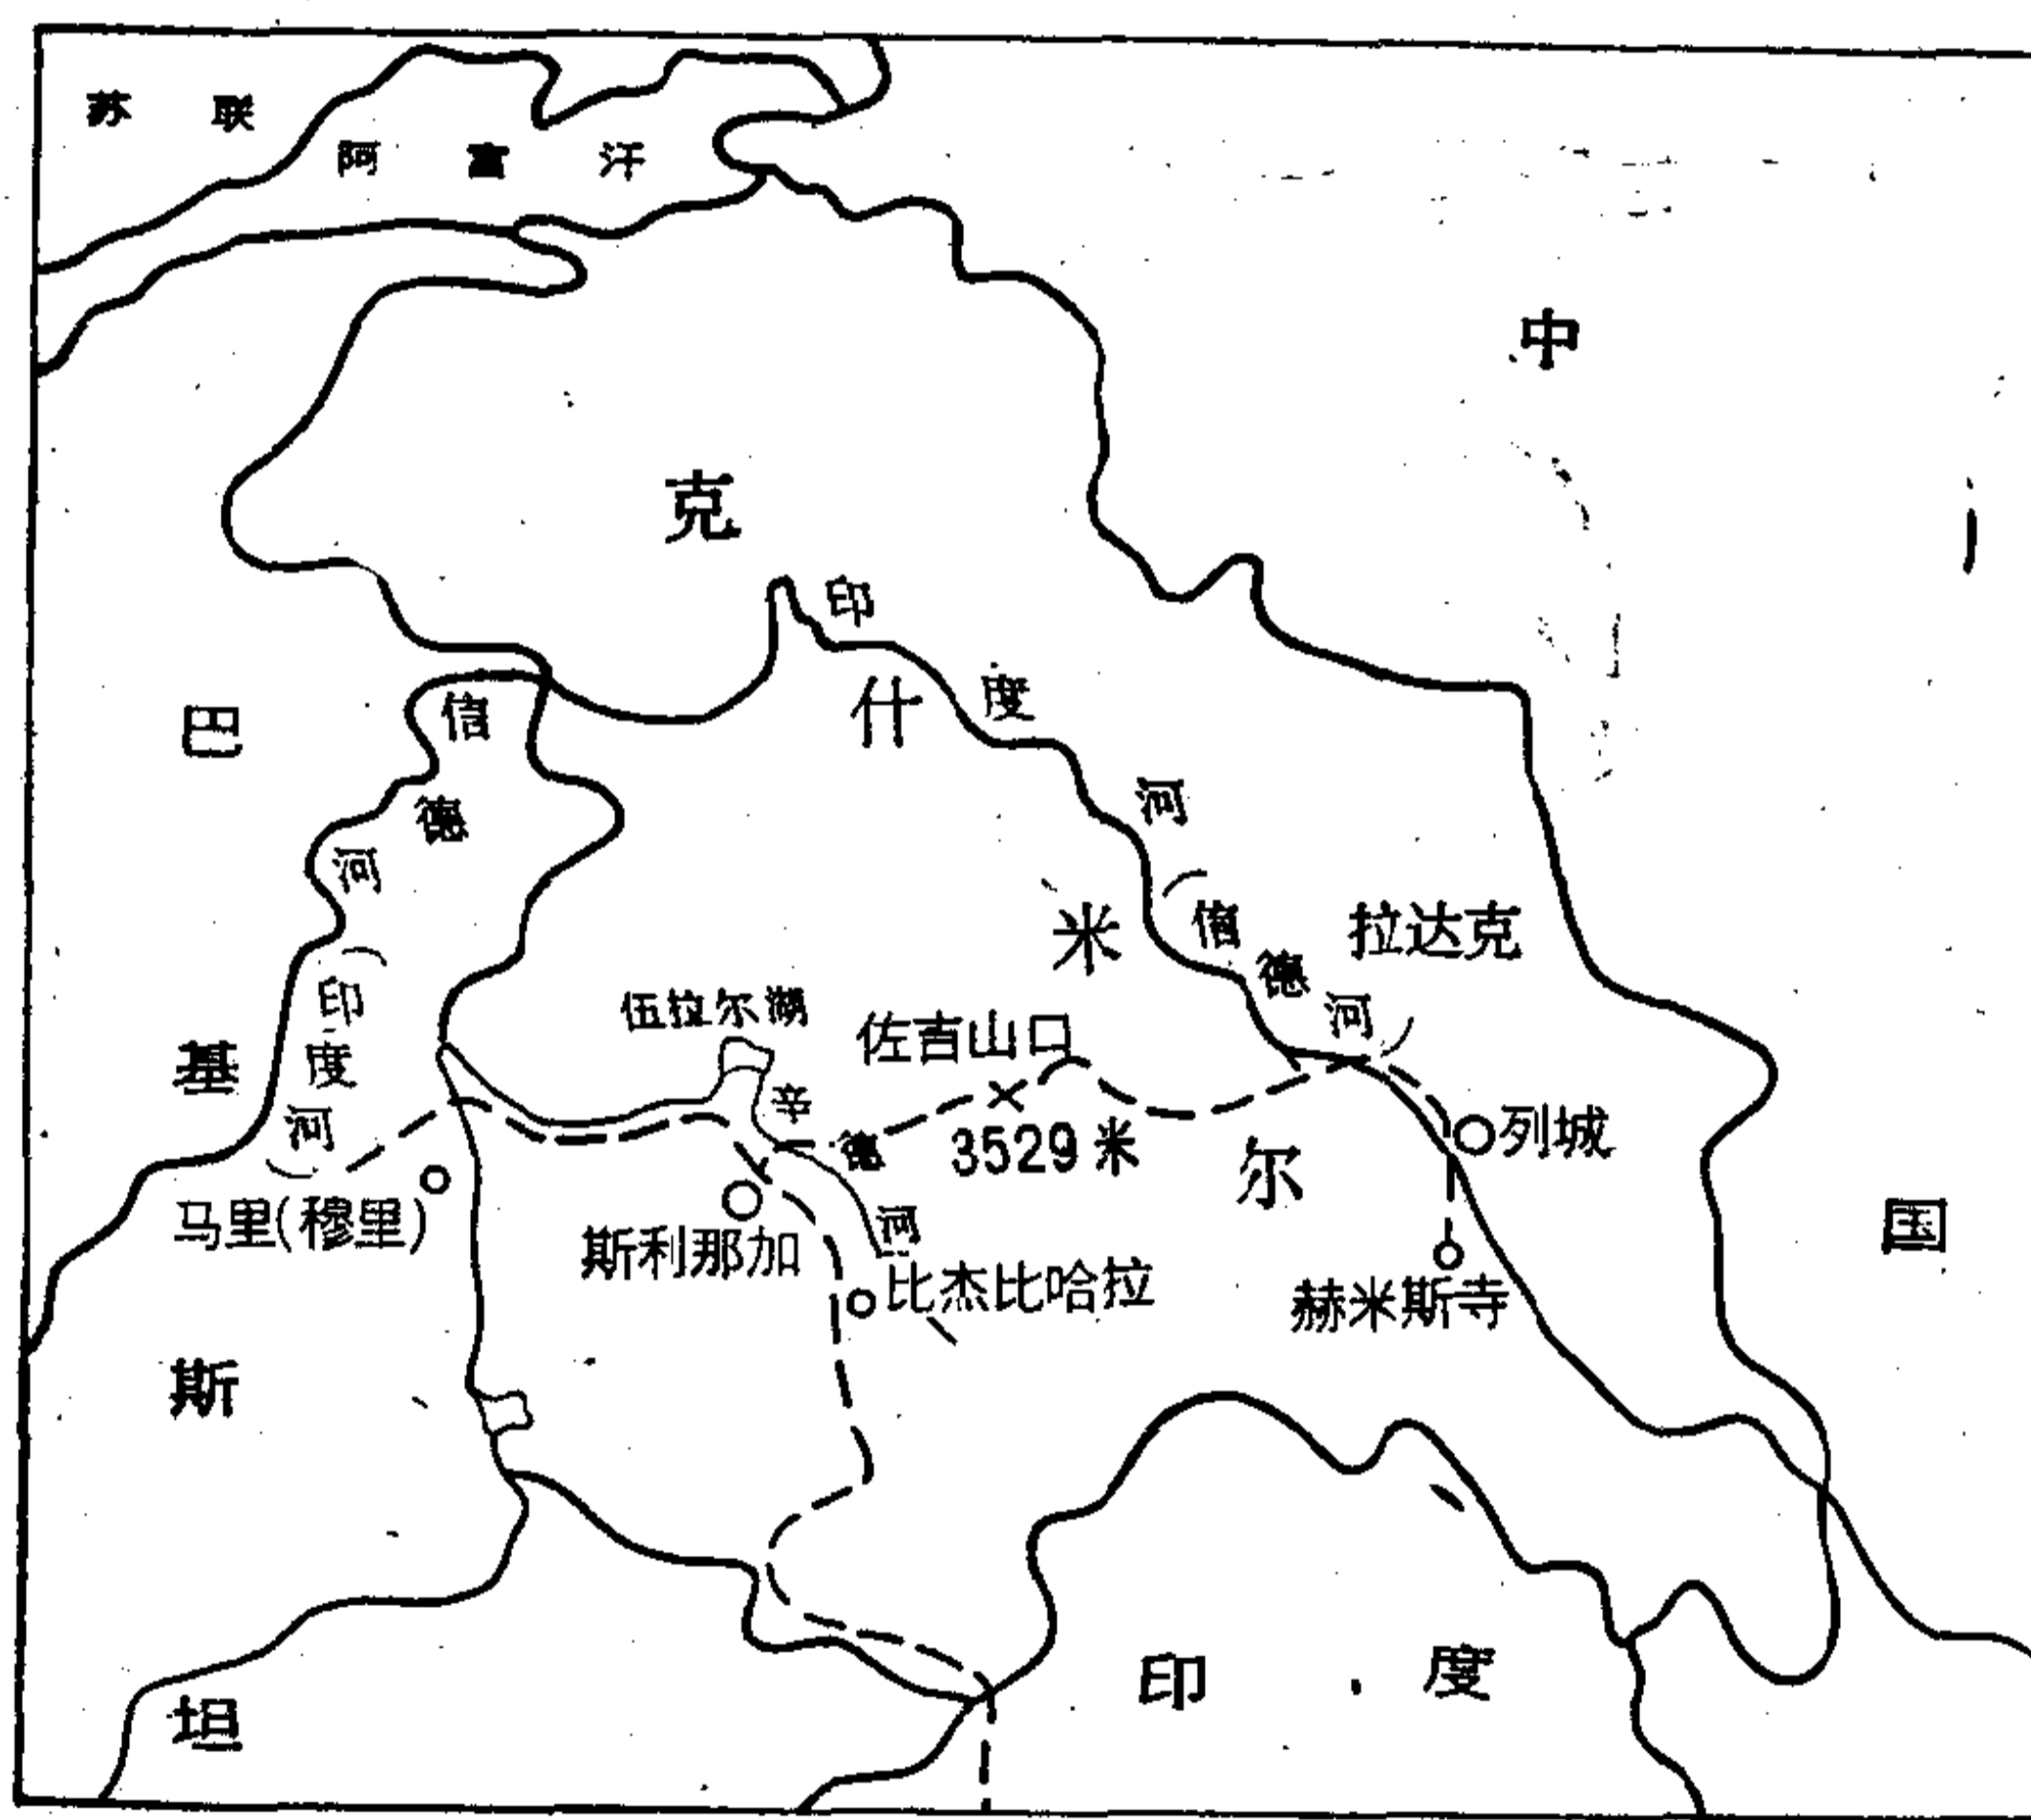 苏联
阿富汗
中国
克什米尔
印度河
(信德河)
拉达克
巴基斯坦
信德河
(印度河)
伍拉尔湖
佐吉山口
3529米
辛德河
列城
马里(穆里)
斯利那加
比杰比哈拉
赫米斯寺
印度